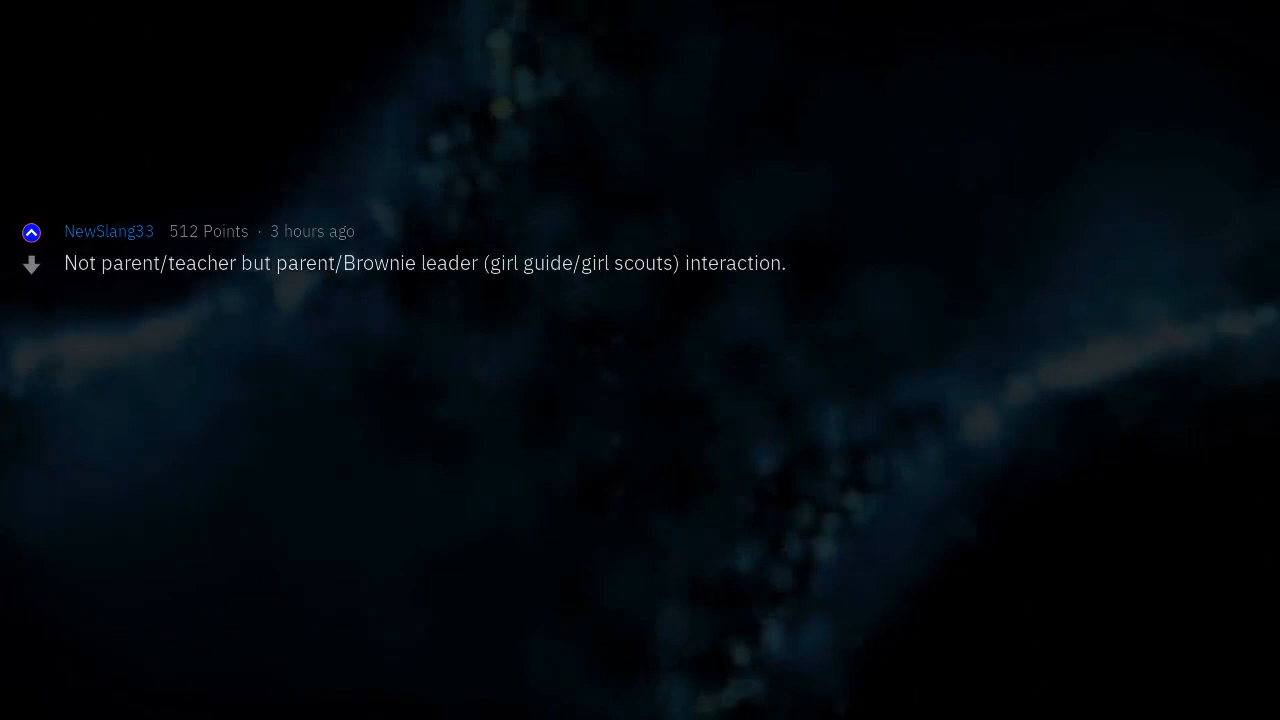 NewSlang33 512 Points · 3 hours ago
Not parent/teacher but parent/Brownie leader (girl guide/girl scouts) interaction.